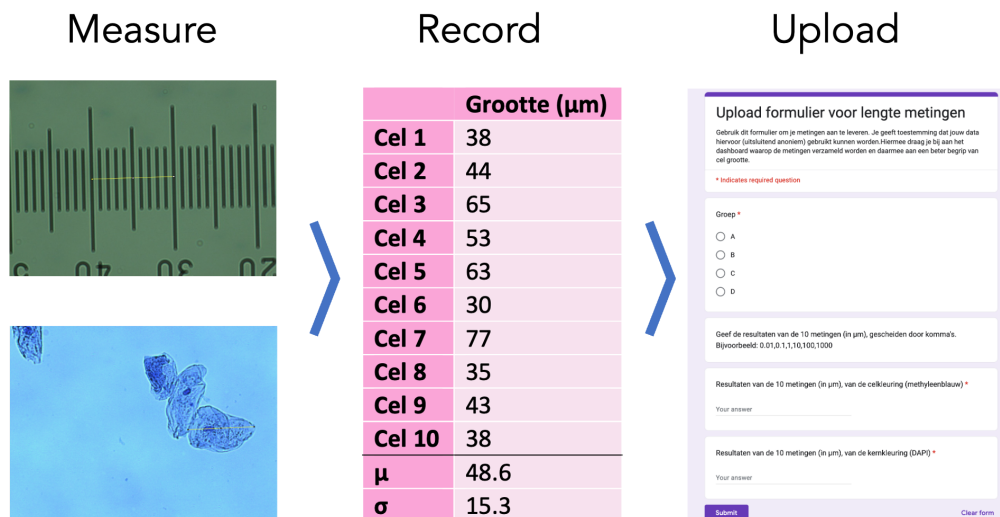 Measure
Record
Upload
40
30
20
Grootte (μm)
Cel 1 38
Cel 2 44
Cel 3 65
Cel 4 53
Cel 5 63
Cel 6 30
Cel 7 77
Cel 8 35
Cel 9 43
Cel 10 38
μ 48.6
σ 15.3
Upload formulier voor lengte metingen
Gebruik dit formulier om je metingen aan te leveren. Je geeft toestemming dat jouw data
hiervoor (uitsluitend anoniem) gebruikt kunnen worden.Hiermee draag je bij aan het
dashboard waarop de metingen verzameld worden en daarmee aan een beter begrip van
cel grootte.
* Indicates required question
Groep *
A
B
C
D
Geef de resultaten van de 10 metingen (in μm), gescheiden door komma's.
Bijvoorbeeld: 0.01,0.1,1,10,100,1000
Resultaten van de 10 metingen (in μm), van de celkleuring (methyleenblauw) *
Your answer
Resultaten van de 10 metingen (in μm), van de kernkleuring (DAPI) *
Your answer
Submit
Clear form